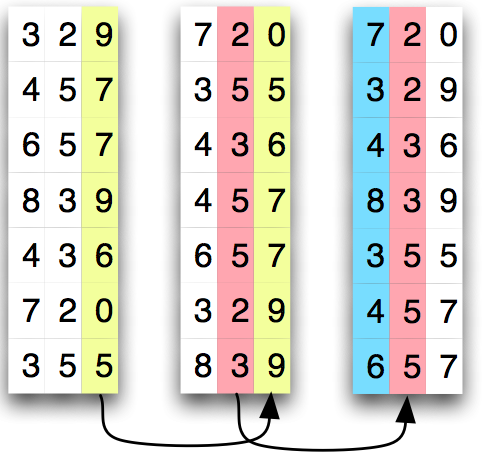 3 2 9 7 2 0 7 2 0
4 5 7 3 5 5 3 2 9
6 5 7 4 3 6 4 3 6
8 3 9 4 5 7 8 3 9
4 3 6 6 5 7 3 5 5
7 2 0 3 2 9 4 5 7
3 5 5 8 3 9 6 5 7